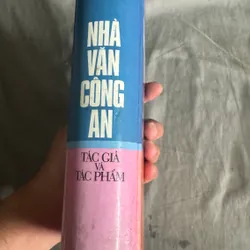 NHÀ
VĂN
CÔNG
AN
TÁC GIẢ
VÀ
TÁC PHẨM